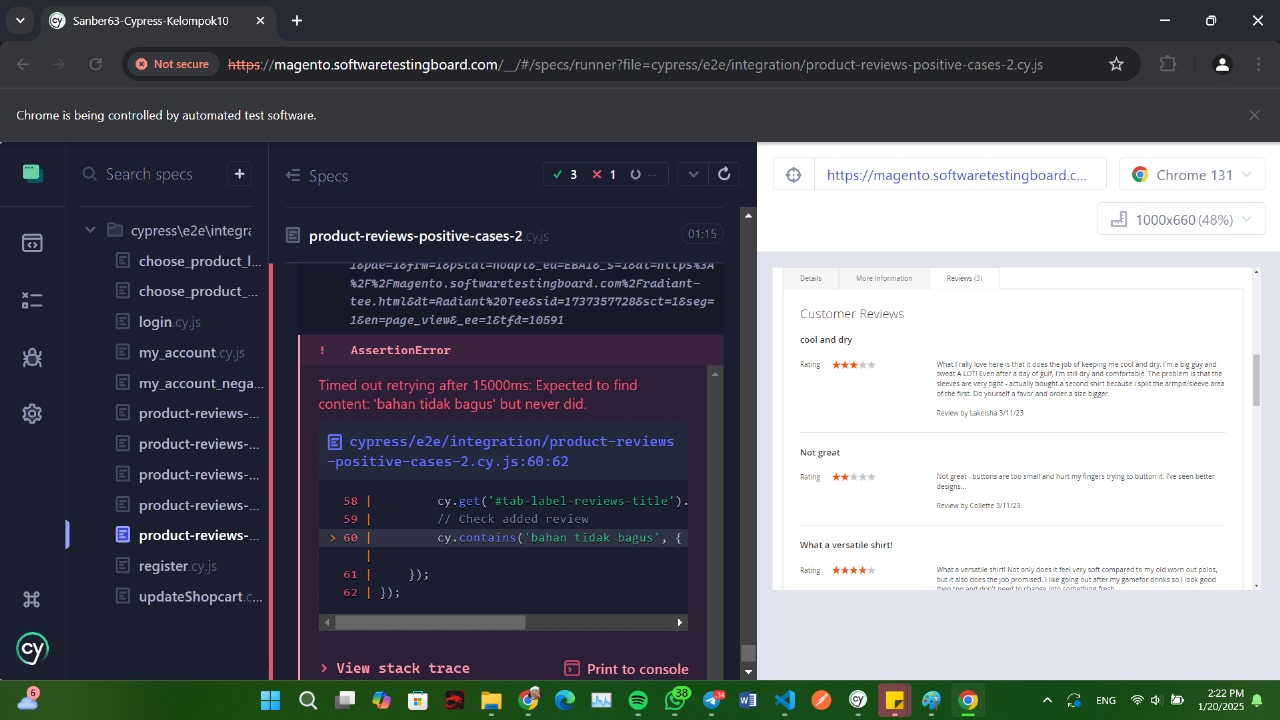 Sanber63-Cypress-Kelompok10
Not secure
https://magento.softwaretestingboard.com/__/#/specs/runner?file=cypress/e2e/integration/product-reviews-positive-cases-2.cy.js
Chrome is being controlled by automated test software.
Search specs
cypress\e2e\integra
choose_product_l...
choose_product_...
login.cy.js
my_account.cy.js
my_account_nega...
product-reviews-...
product-reviews-...
product-reviews-...
product-reviews-...
product-reviews-...
register.cy.js
updateShopcart.c...
cy
Specs
3 1 --
product-reviews-positive-cases-2.cy.js 01:15
1&pae=1&frm=1&pscdl=noapi&_eu=EBAI&_s=1&dl=https%3A
%2F%2Fmagento.softwaretestingboard.com%2Fradiant-
tee.html&dt=Radiant%20Tee&sid=1737357728&sct=1&seg=
1&en=page_view&_ee=1&tfd=10591
! AssertionError
Timed out retrying after 15000ms: Expected to find
content: 'bahan tidak bagus' but never did.
cypress/e2e/integration/product-reviews
-positive-cases-2.cy.js:60:62
58 | cy.get('#tab-label-reviews-title').
59 | // Check added review
> 60 | cy.contains('bahan tidak bagus', {
|
61 | });
62 | });
> View stack trace
Print to console
https://magento.softwaretestingboard.c...
Chrome 131
1000x660 (48%)
Details
More Information
Reviews (3)
Customer Reviews
cool and dry
Rating
What I rally love here is that it does the job of keeping me cool and dry. I'm a big guy and
sweat A LOT! Even after a day of gulf, I'm still dry and comfortable. The problem is that the
sleeves are very tight - actually bought a second shirt because i split the armpit/sleeve area
of the first. Do yourself a favor and order a size bigger.
Review by Lakeisha 3/11/23
Not great
Rating
Not great - buttons are too small and hurt my fingers trying to button it. I've seen better
designs...
Review by Collette 3/11/23
What a versatile shirt!
Rating
What a versatile shirt! Not only does it feel very soft compared to my old worn out polos,
but it also does the job promised. I like going out after my gamefor drinks so I look good
then too and don't need to change into something fresh.
6
38
34
ENG
2:22 PM
1/20/2025